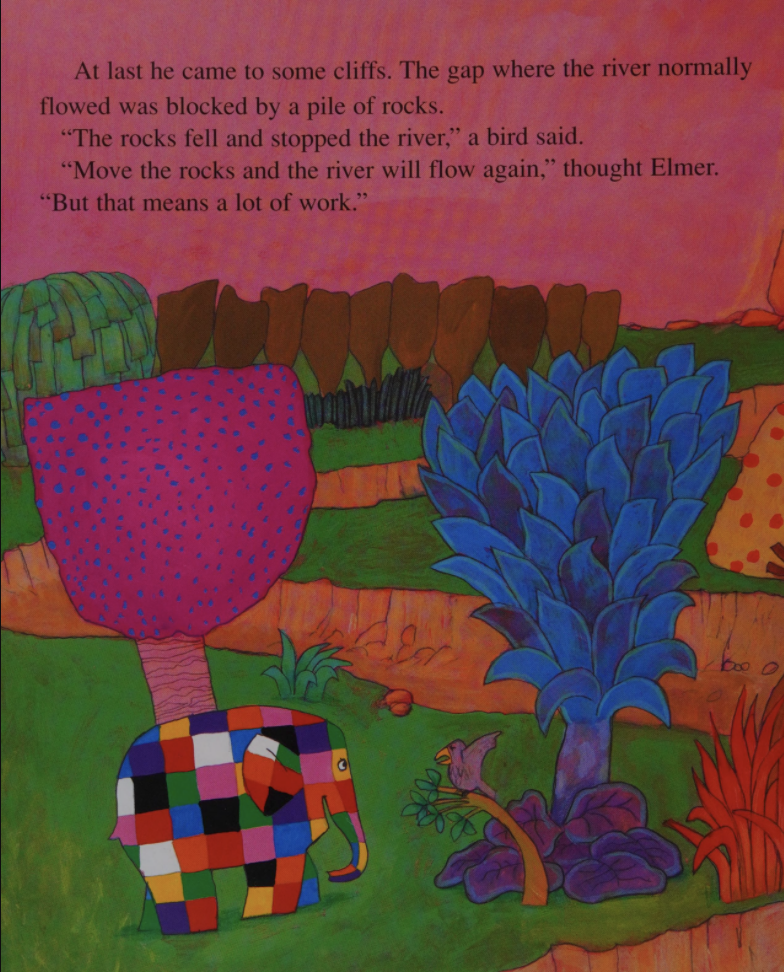 At last he came to some cliffs. The gap where the river normally
flowed was blocked by a pile of rocks.
“The rocks fell and stopped the river,” a bird said.
“Move the rocks and the river will flow again,” thought Elmer.
“But that means a lot of work.”